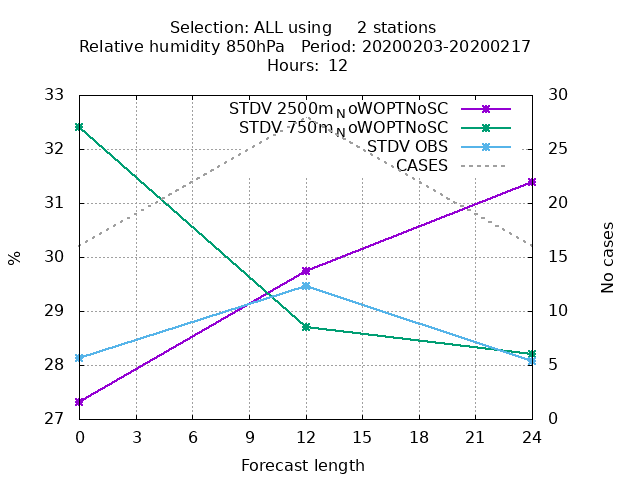 Selection: ALL using 2 stations
Relative humidity 850hPa Period: 20200203-20200217
Hours: 12
33
32
31
30
29
28
27
%
30
25
20
15
10
5
0
No cases
STDV 2500m_NoWOPTNoSC
STDV 750m_NoWOPTNoSC
STDV OBS
CASES
0 3 6 9 12 15 18 21 24
Forecast length